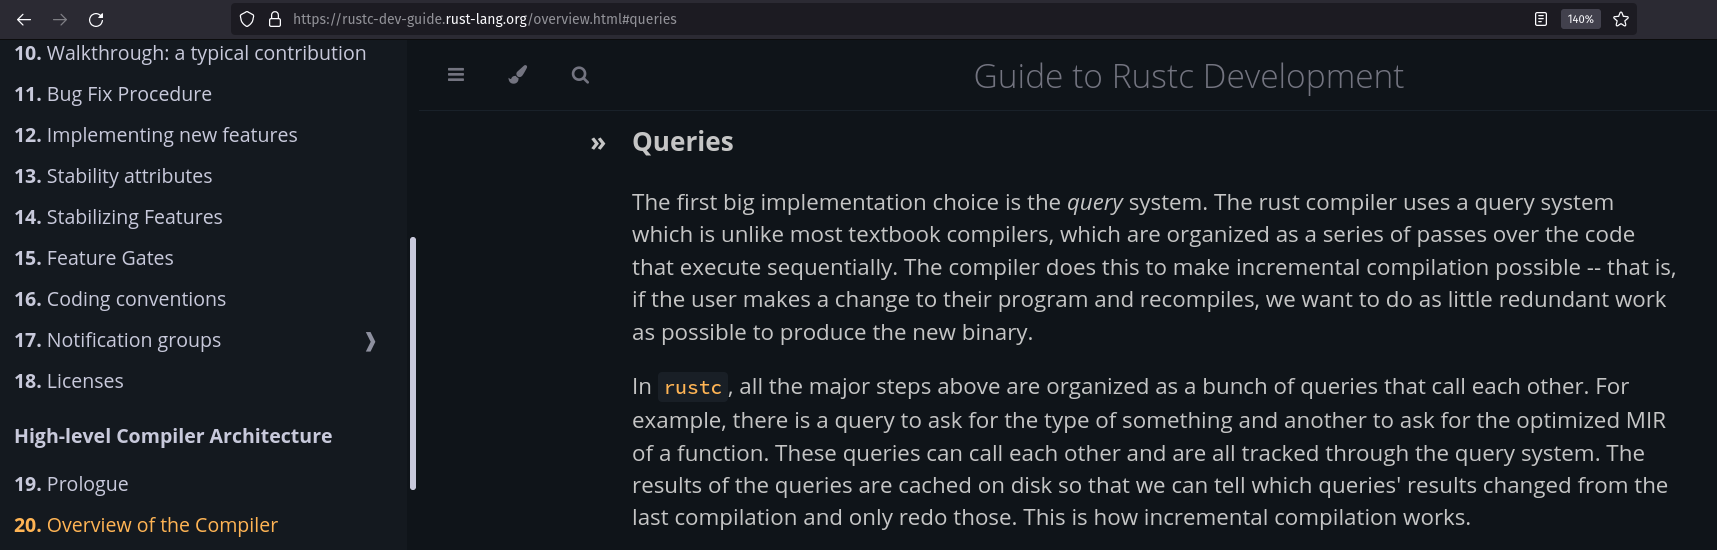 https://rustc-dev-guide.rust-lang.org/overview.html#queries
140%
10. Walkthrough: a typical contribution
11. Bug Fix Procedure
12. Implementing new features
13. Stability attributes
14. Stabilizing Features
15. Feature Gates
16. Coding conventions
17. Notification groups
18. Licenses
High-level Compiler Architecture
19. Prologue
20. Overview of the Compiler
Guide to Rustc Development
» Queries
The first big implementation choice is the query system. The rust compiler uses a query system
which is unlike most textbook compilers, which are organized as a series of passes over the code
that execute sequentially. The compiler does this to make incremental compilation possible -- that is,
if the user makes a change to their program and recompiles, we want to do as little redundant work
as possible to produce the new binary.
In rustc, all the major steps above are organized as a bunch of queries that call each other. For
example, there is a query to ask for the type of something and another to ask for the optimized MIR
of a function. These queries can call each other and are all tracked through the query system. The
results of the queries are cached on disk so that we can tell which queries' results changed from the
last compilation and only redo those. This is how incremental compilation works.